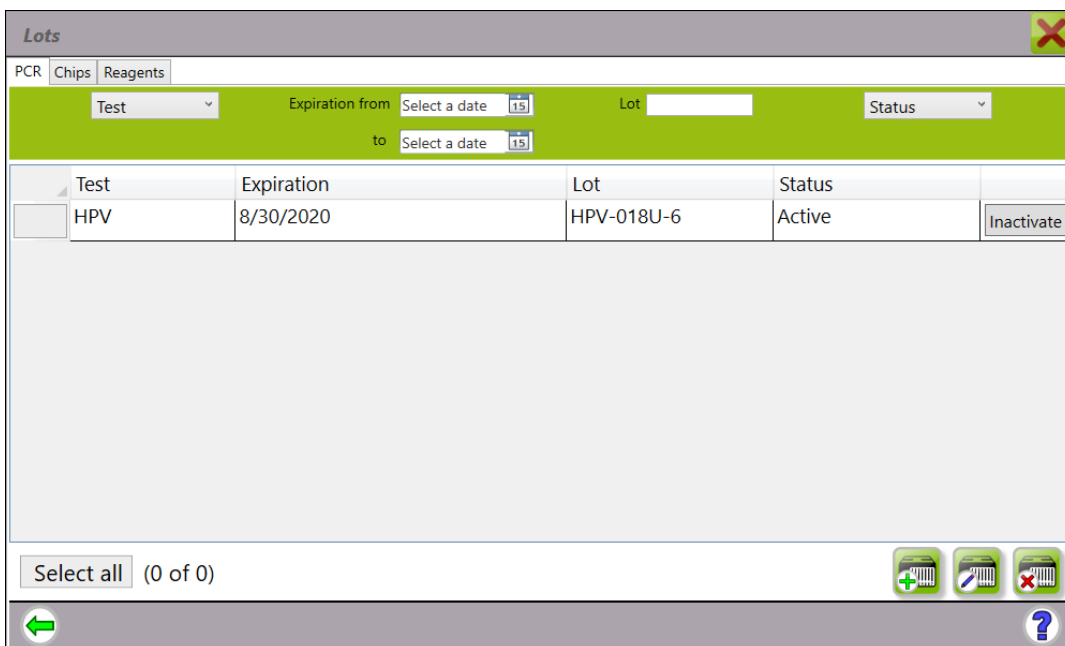 Lots
PCR Chips Reagents
Test Expiration from Select a date 15 Lot Status
to Select a date 15
Test Expiration Lot Status
HPV 8/30/2020 HPV-018U-6 Active Inactivate
Select all (0 of 0)
?